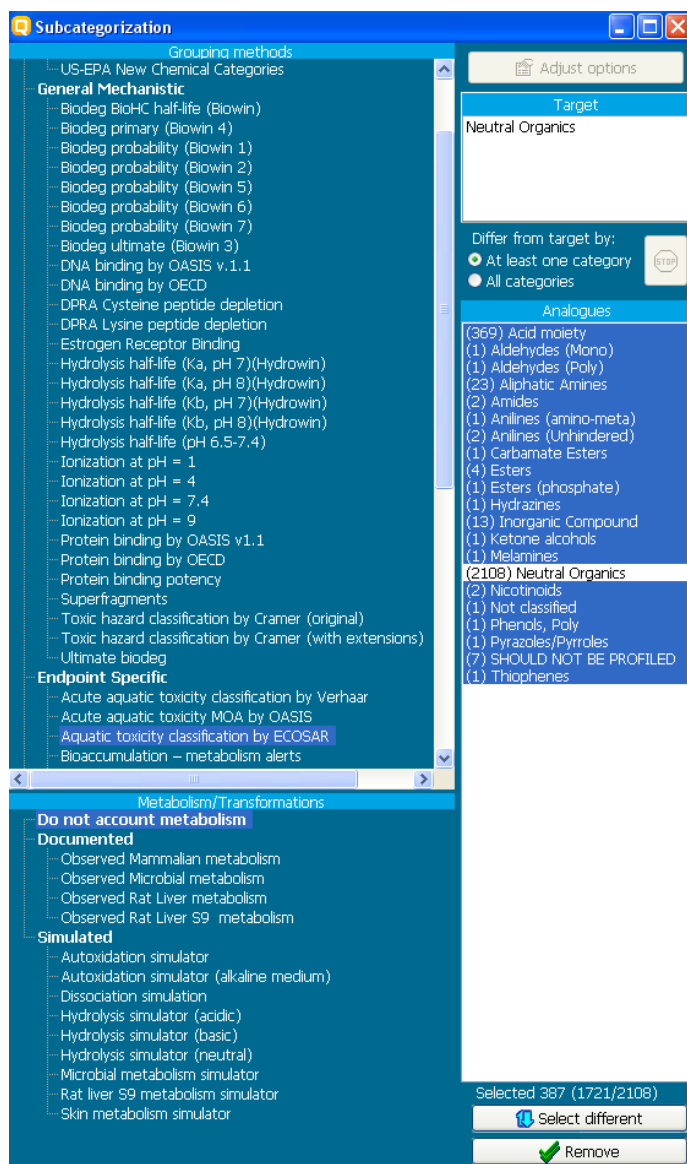 Subcategorization
Grouping methods
US-EPA New Chemical Categories
General Mechanistic
Biodeg BioHC half-life (Biowin)
Biodeg primary (Biowin 4)
Biodeg probability (Biowin 1)
Biodeg probability (Biowin 2)
Biodeg probability (Biowin 5)
Biodeg probability (Biowin 6)
Biodeg probability (Biowin 7)
Biodeg ultimate (Biowin 3)
DNA binding by OASIS v.1.1
DNA binding by OECD
DPRA Cysteine peptide depletion
DPRA Lysine peptide depletion
Estrogen Receptor Binding
Hydrolysis half-life (Ka, pH 7)(Hydrowin)
Hydrolysis half-life (Ka, pH 8)(Hydrowin)
Hydrolysis half-life (Kb, pH 7)(Hydrowin)
Hydrolysis half-life (Kb, pH 8)(Hydrowin)
Hydrolysis half-life (pH 6.5-7.4)
Ionization at pH = 1
Ionization at pH = 4
Ionization at pH = 7.4
Ionization at pH = 9
Protein binding by OASIS v1.1
Protein binding by OECD
Protein binding potency
Superfragments
Toxic hazard classification by Cramer (original)
Toxic hazard classification by Cramer (with extensions)
Ultimate biodeg
Endpoint Specific
Acute aquatic toxicity classification by Verhaar
Acute aquatic toxicity MOA by OASIS
Aquatic toxicity classification by ECOSAR
Bioaccumulation – metabolism alerts
Metabolism/Transformations
Do not account metabolism
Documented
Observed Mammalian metabolism
Observed Microbial metabolism
Observed Rat Liver metabolism
Observed Rat Liver S9 metabolism
Simulated
Autoxidation simulator
Autoxidation simulator (alkaline medium)
Dissociation simulation
Hydrolysis simulator (acidic)
Hydrolysis simulator (basic)
Hydrolysis simulator (neutral)
Microbial metabolism simulator
Rat liver S9 metabolism simulator
Skin metabolism simulator
Adjust options
Target
Neutral Organics
Differ from target by:
At least one category
All categories
STOP
Analogues
(369) Acid moiety
(1) Aldehydes (Mono)
(1) Aldehydes (Poly)
(23) Aliphatic Amines
(2) Amides
(1) Anilines (amino-meta)
(2) Anilines (Unhindered)
(1) Carbamate Esters
(4) Esters
(1) Esters (phosphate)
(1) Hydrazines
(13) Inorganic Compound
(1) Ketone alcohols
(1) Melamines
(2108) Neutral Organics
(2) Nicotinoids
(1) Not classified
(1) Phenols, Poly
(1) Pyrazoles/Pyrroles
(7) SHOULD NOT BE PROFILED
(1) Thiophenes
Selected 387 (1721/2108)
Select different
Remove